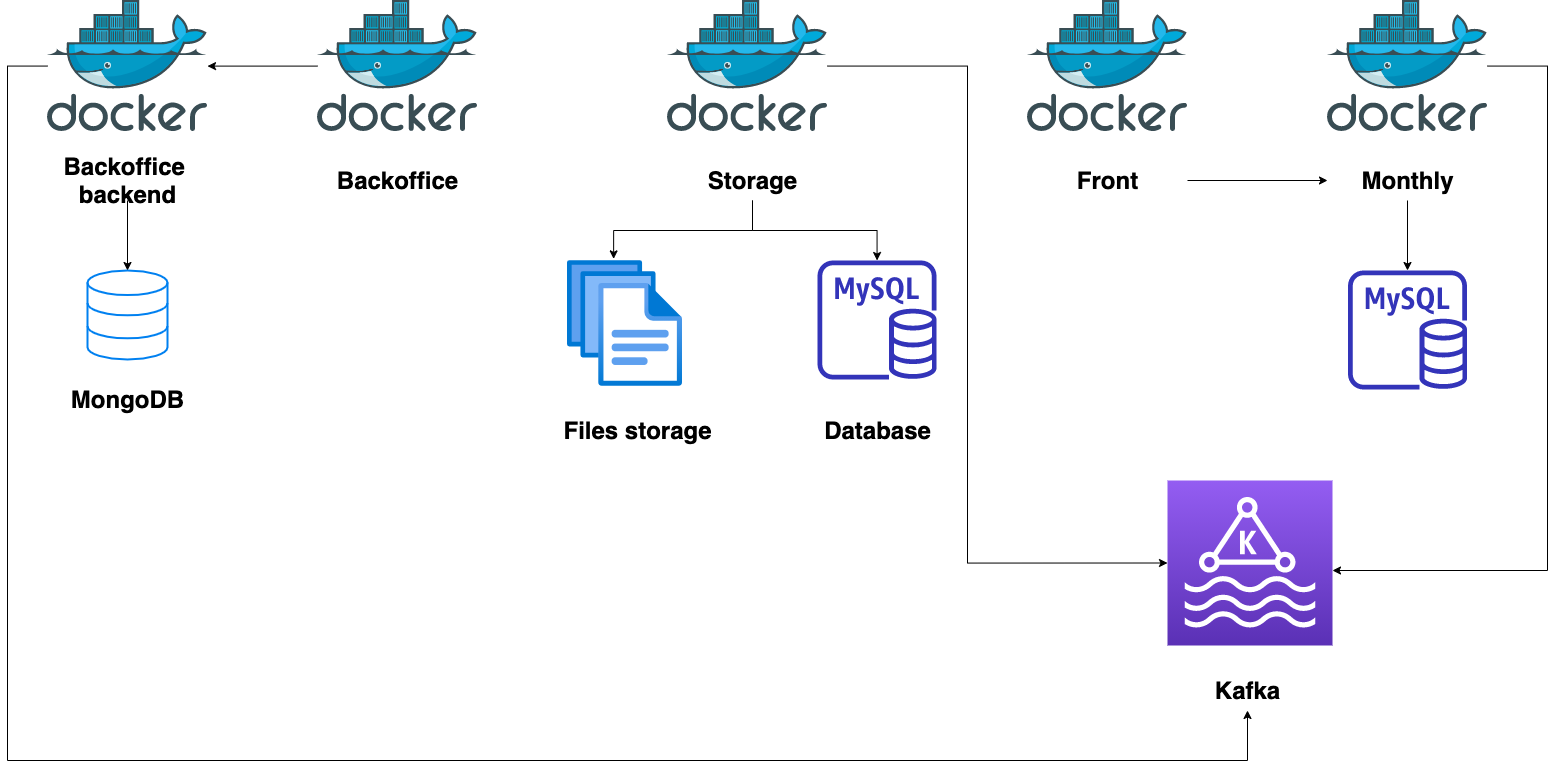 docker
docker
docker
docker
docker
Backoffice
backend
Backoffice
Storage
Front
Monthly
MySQL
MySQL
MongoDB
Files storage
Database
K
Kafka